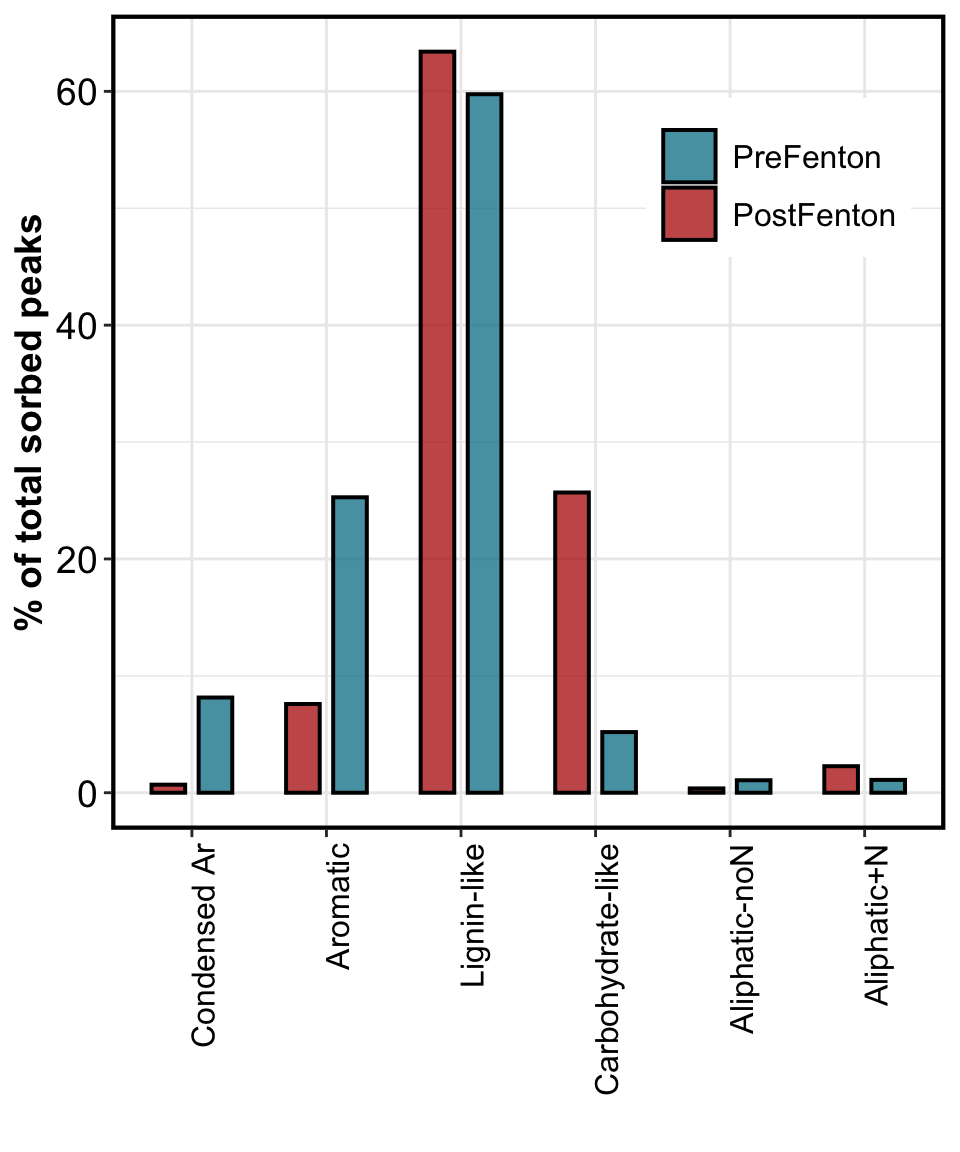 % of total sorbed peaks
60
40
20
0
PreFenton
PostFenton
Condensed Ar
Aromatic
Lignin-like
Carbohydrate-like
Aliphatic-noN
Aliphatic+N